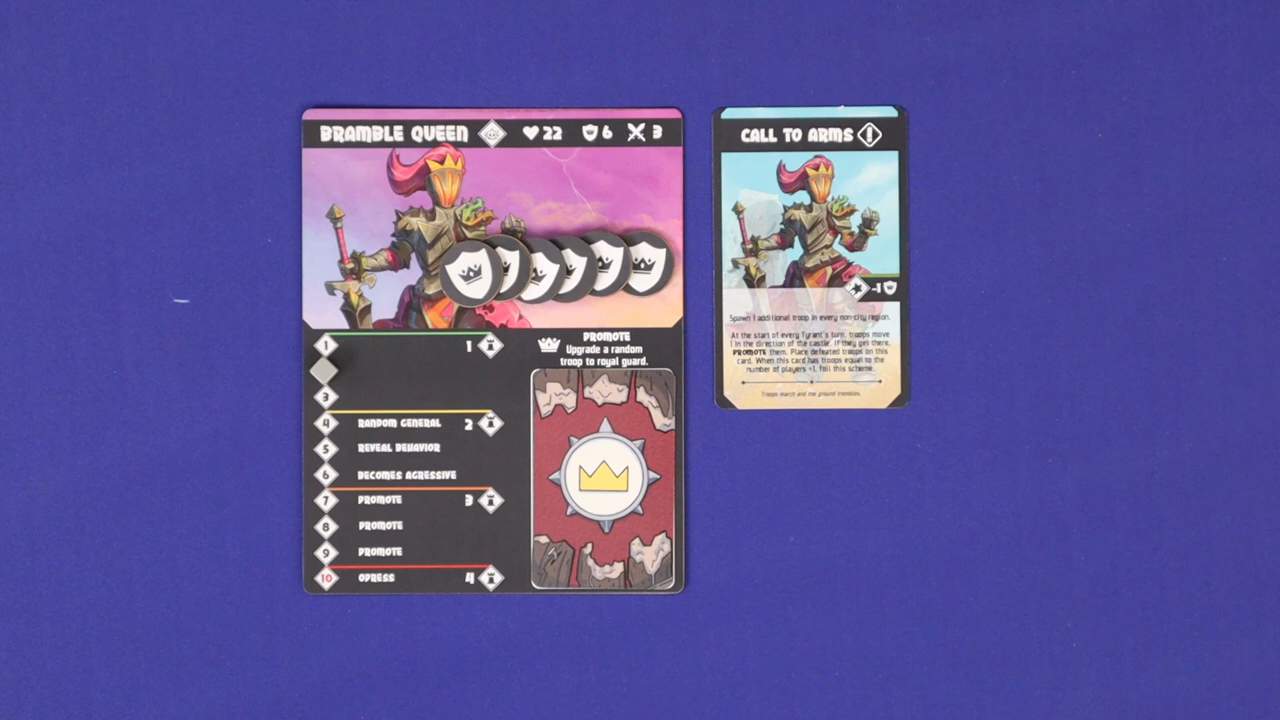 BRAMBLE QUEEN 22 6 3
1 1
3
4 RANDOM GENERAL 2
5 REVEAL BEHAVIOR
6 BECOMES AGRESSIVE
7 PROMOTE 3
8 PROMOTE
9 PROMOTE
10 OPRESS 4
PROMOTE
Upgrade a random
troop to royal guard.
CALL TO ARMS
-1
Spawn 1 additional troop in every non-city region.
At the start of every Tyrant's turn, troops move
1 in the direction of the castle. If they get there,
PROMOTE them. Place defeated troops on this
card. When this card has troops equal to the
number of players +1, foil this scheme.
Troops march and the ground trembles.